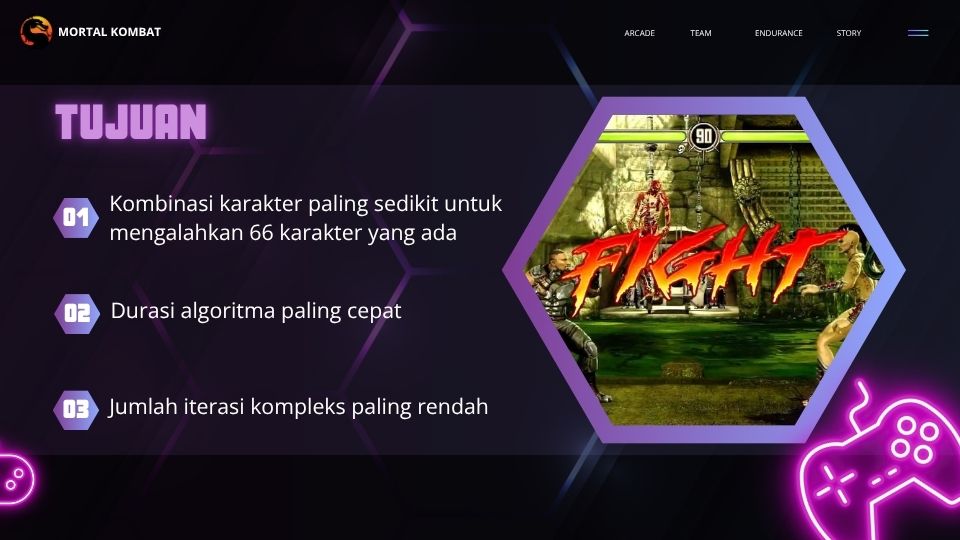 MORTAL KOMBAT
ARCADE
TEAM
ENDURANCE
STORY
TUJUAN
01
Kombinasi karakter paling sedikit untuk
mengalahkan 66 karakter yang ada
02
Durasi algoritma paling cepat
03
Jumlah iterasi kompleks paling rendah
90
FIGHT